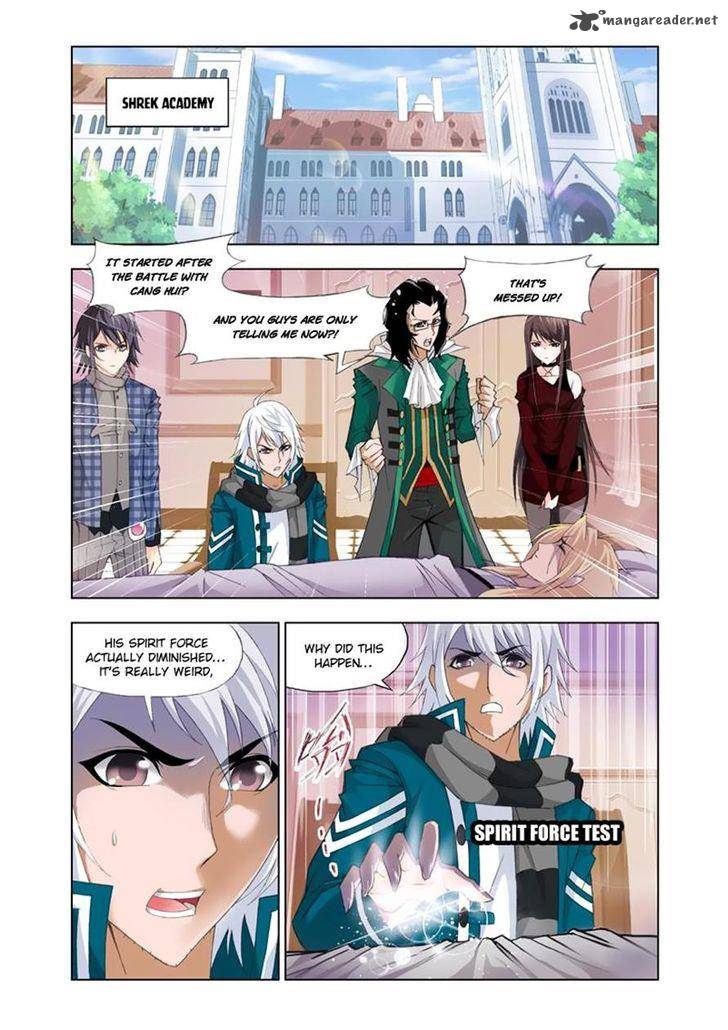 mangareader.net
SHREK ACADEMY
IT STARTED AFTER
THE BATTLE WITH
CANG HUI?
AND YOU GUYS ARE ONLY
TELLING ME NOW?!
THAT'S
MESSED UP!
HIS SPIRIT FORCE
ACTUALLY DIMINISHED...
IT'S REALLY WEIRD,
WHY DID THIS
HAPPEN...
SPIRIT FORCE TEST